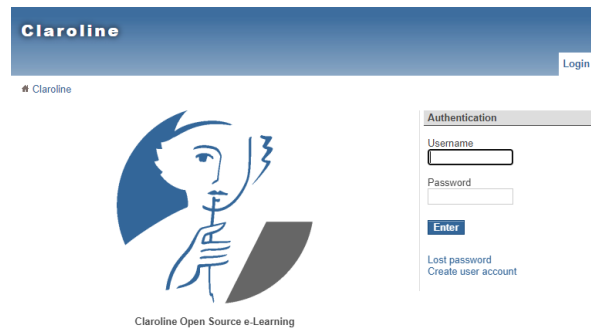 Claroline
Login
Claroline
Authentication
Username
Password
Enter
Lost password
Create user account
Claroline Open Source e-Learning